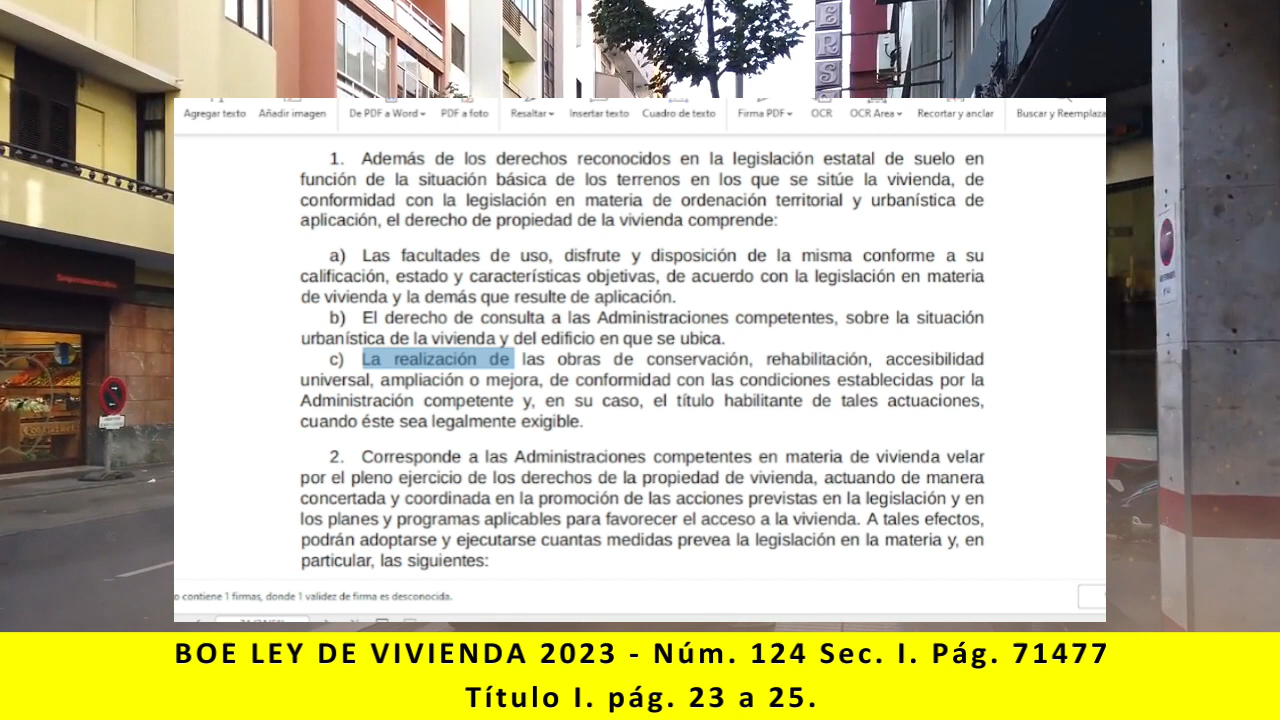 ERS
Agregar texto Añadir imagen De PDF a Word PDF a foto Resaltar Insertar texto Cuadro de texto Firma PDF OCR OCR Area Recortar y anclar Buscar y Reemplaza
1. Además de los derechos reconocidos en la legislación estatal de suelo en
función de la situación básica de los terrenos en los que se sitúe la vivienda, de
conformidad con la legislación en materia de ordenación territorial y urbanística de
aplicación, el derecho de propiedad de la vivienda comprende:
a) Las facultades de uso, disfrute y disposición de la misma conforme a su
calificación, estado y características objetivas, de acuerdo con la legislación en materia
de vivienda y la demás que resulte de aplicación.
b) El derecho de consulta a las Administraciones competentes, sobre la situación
urbanística de la vivienda y del edificio en que se ubica.
c) La realización de las obras de conservación, rehabilitación, accesibilidad
universal, ampliación o mejora, de conformidad con las condiciones establecidas por la
Administración competente y, en su caso, el título habilitante de tales actuaciones,
cuando éste sea legalmente exigible.
2. Corresponde a las Administraciones competentes en materia de vivienda velar
por el pleno ejercicio de los derechos de la propiedad de vivienda, actuando de manera
concertada y coordinada en la promoción de las acciones previstas en la legislación y en
los planes y programas aplicables para favorecer el acceso a la vivienda. A tales efectos,
podrán adoptarse y ejecutarse cuantas medidas prevea la legislación en la materia y, en
particular, las siguientes:
o contiene 1 firmas, donde 1 validez de firma es desconocida.
BOE LEY DE VIVIENDA 2023 - Núm. 124 Sec. I. Pág. 71477
Título I. pág. 23 a 25.